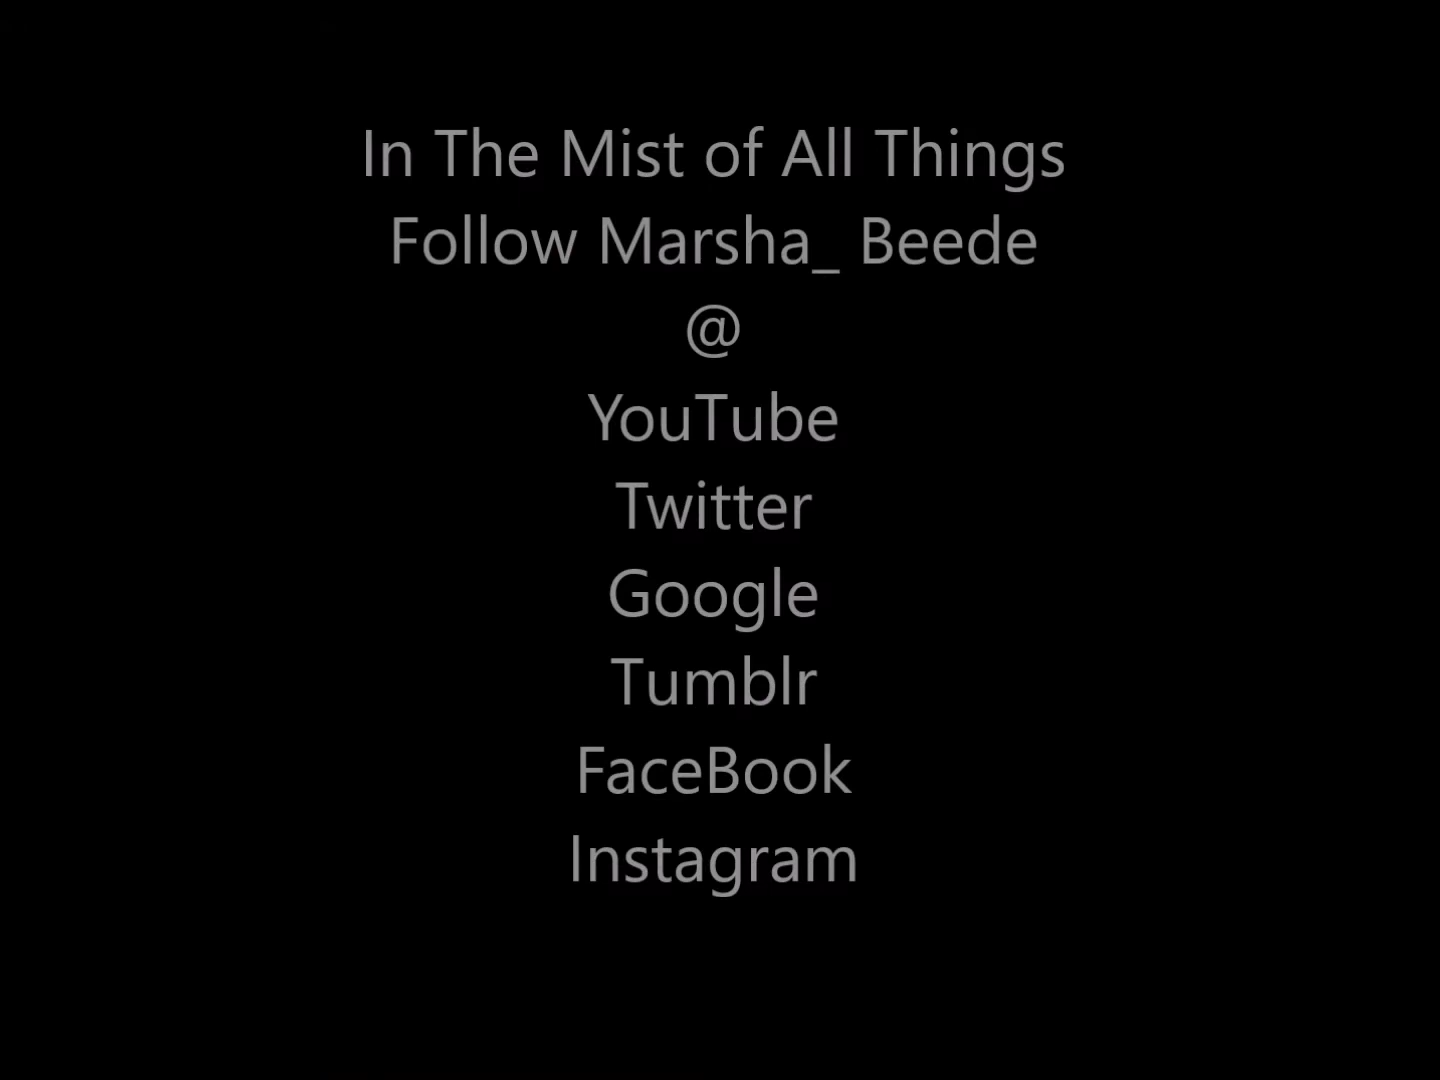 In The Mist of All Things
Follow Marsha_ Beede
@
YouTube
Twitter
Google
Tumblr
FaceBook
Instagram